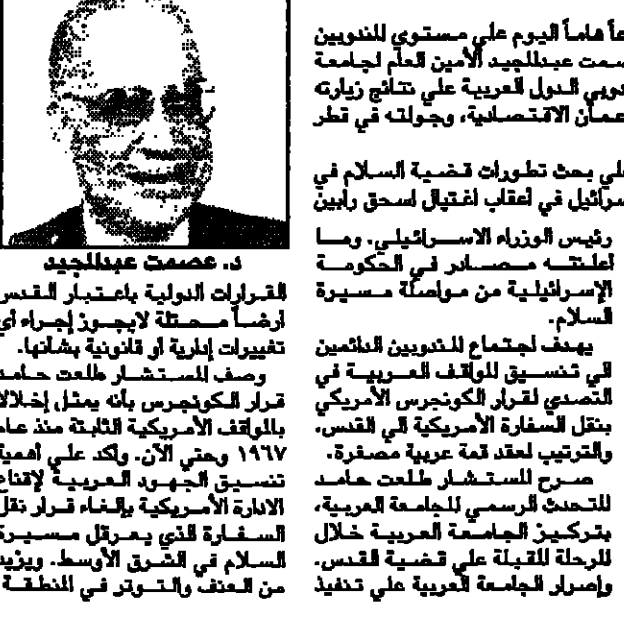 عاً هاماً اليوم علي مستوي المندوبين
صمت عبدالمجيد الأمين العام لجامعة
دوبي الدول العربية علي نتائج زيارته
عمان الاقتصادية، وجولته في قطر
لي بحث تطورات قضية السلام في
سرائيل في أعقاب اغتيال اسحق رابين
رئيس الوزراء الاسرائيلي. وما
اعلنته مصادر في الحكومة
الإسرائيلية من مواصلة مسيرة
السلام.
يهدف اجتماع المندوبين الدائمين
الي تنسيق المواقف العربية في
التصدي لقرار الكونجرس الأمريكي
بنقل السفارة الأمريكية الي القدس.
والترتيب لعقد قمة عربية مصغرة.
صرح المستشار طلعت حامد
المتحدث الرسمي للجامعة العربية،
بتركيز الجامعة العربية خلال
المرحلة المقبلة علي قضية القدس.
وإصرار الجامعة العربية علي تنفيذ
د. عصمت عبدالمجيد
القرارات الدولية باعتبار القدس
ارضاً محتلة لايجوز إجراء أي
تغييرات إدارية أو قانونية بشأنها.
وصف المستشار طلعت حامد
قرار الكونجرس بأنه يمثل إخلالا
بالمواقف الأمريكية الثابتة منذ عام
١٩٦٧ وحتي الآن. وأكد علي أهمية
تنسيق الجهود العربية لإقناع
الادارة الأمريكية بإلغاء قرار نقل
السفارة الذي يعرقل مسيرة
السلام في الشرق الأوسط. ويزيد
من العنف والتوتر في المنطقة